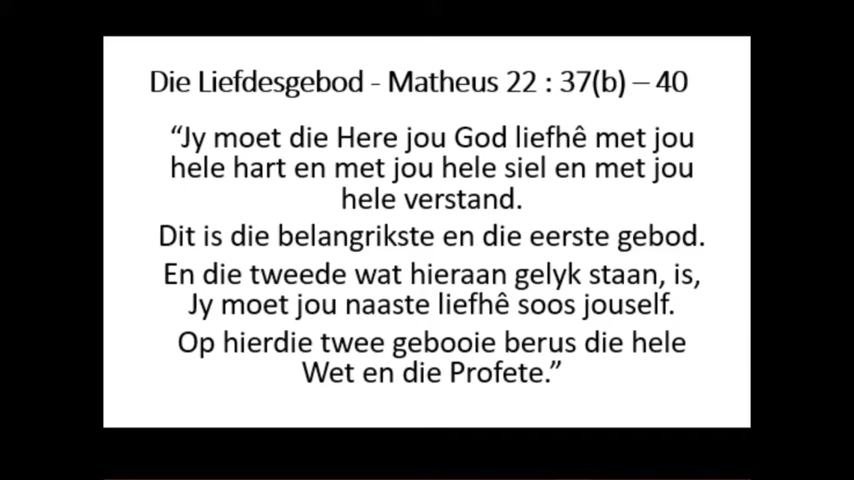 Die Liefdesgebod - Matheus 22 : 37(b) – 40
“Jy moet die Here jou God liefhê met jou
hele hart en met jou hele siel en met jou
hele verstand.
Dit is die belangrikste en die eerste gebod.
En die tweede wat hieraan gelyk staan, is,
Jy moet jou naaste liefhê soos jouself.
Op hierdie twee gebooie berus die hele
Wet en die Profete.”